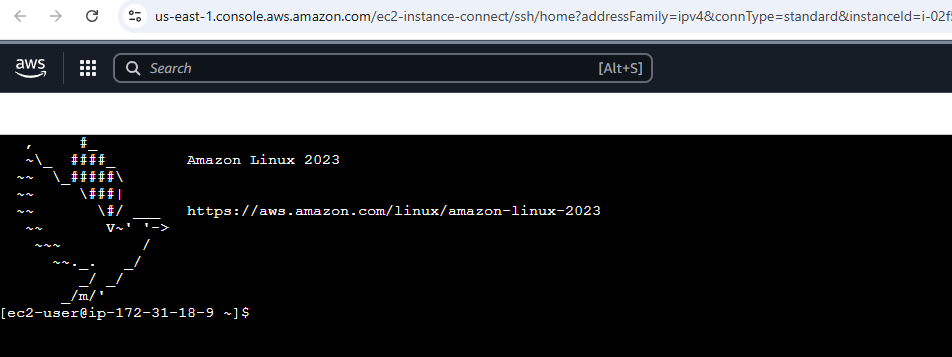 us-east-1.console.aws.amazon.com/ec2-instance-connect/ssh/home?addressFamily=ipv4&connType=standard&instanceId=i-02f
aws
Search [Alt+S]
   ,     #_
   ~\_  ####_        Amazon Linux 2023
  ~~  \_#####\
  ~~     \###|
  ~~       \#/ ___   https://aws.amazon.com/linux/amazon-linux-2023
   ~~       V~' '->
    ~~~         /
      ~~._.   _/
         _/ _/
       _/m/'
[ec2-user@ip-172-31-18-9 ~]$